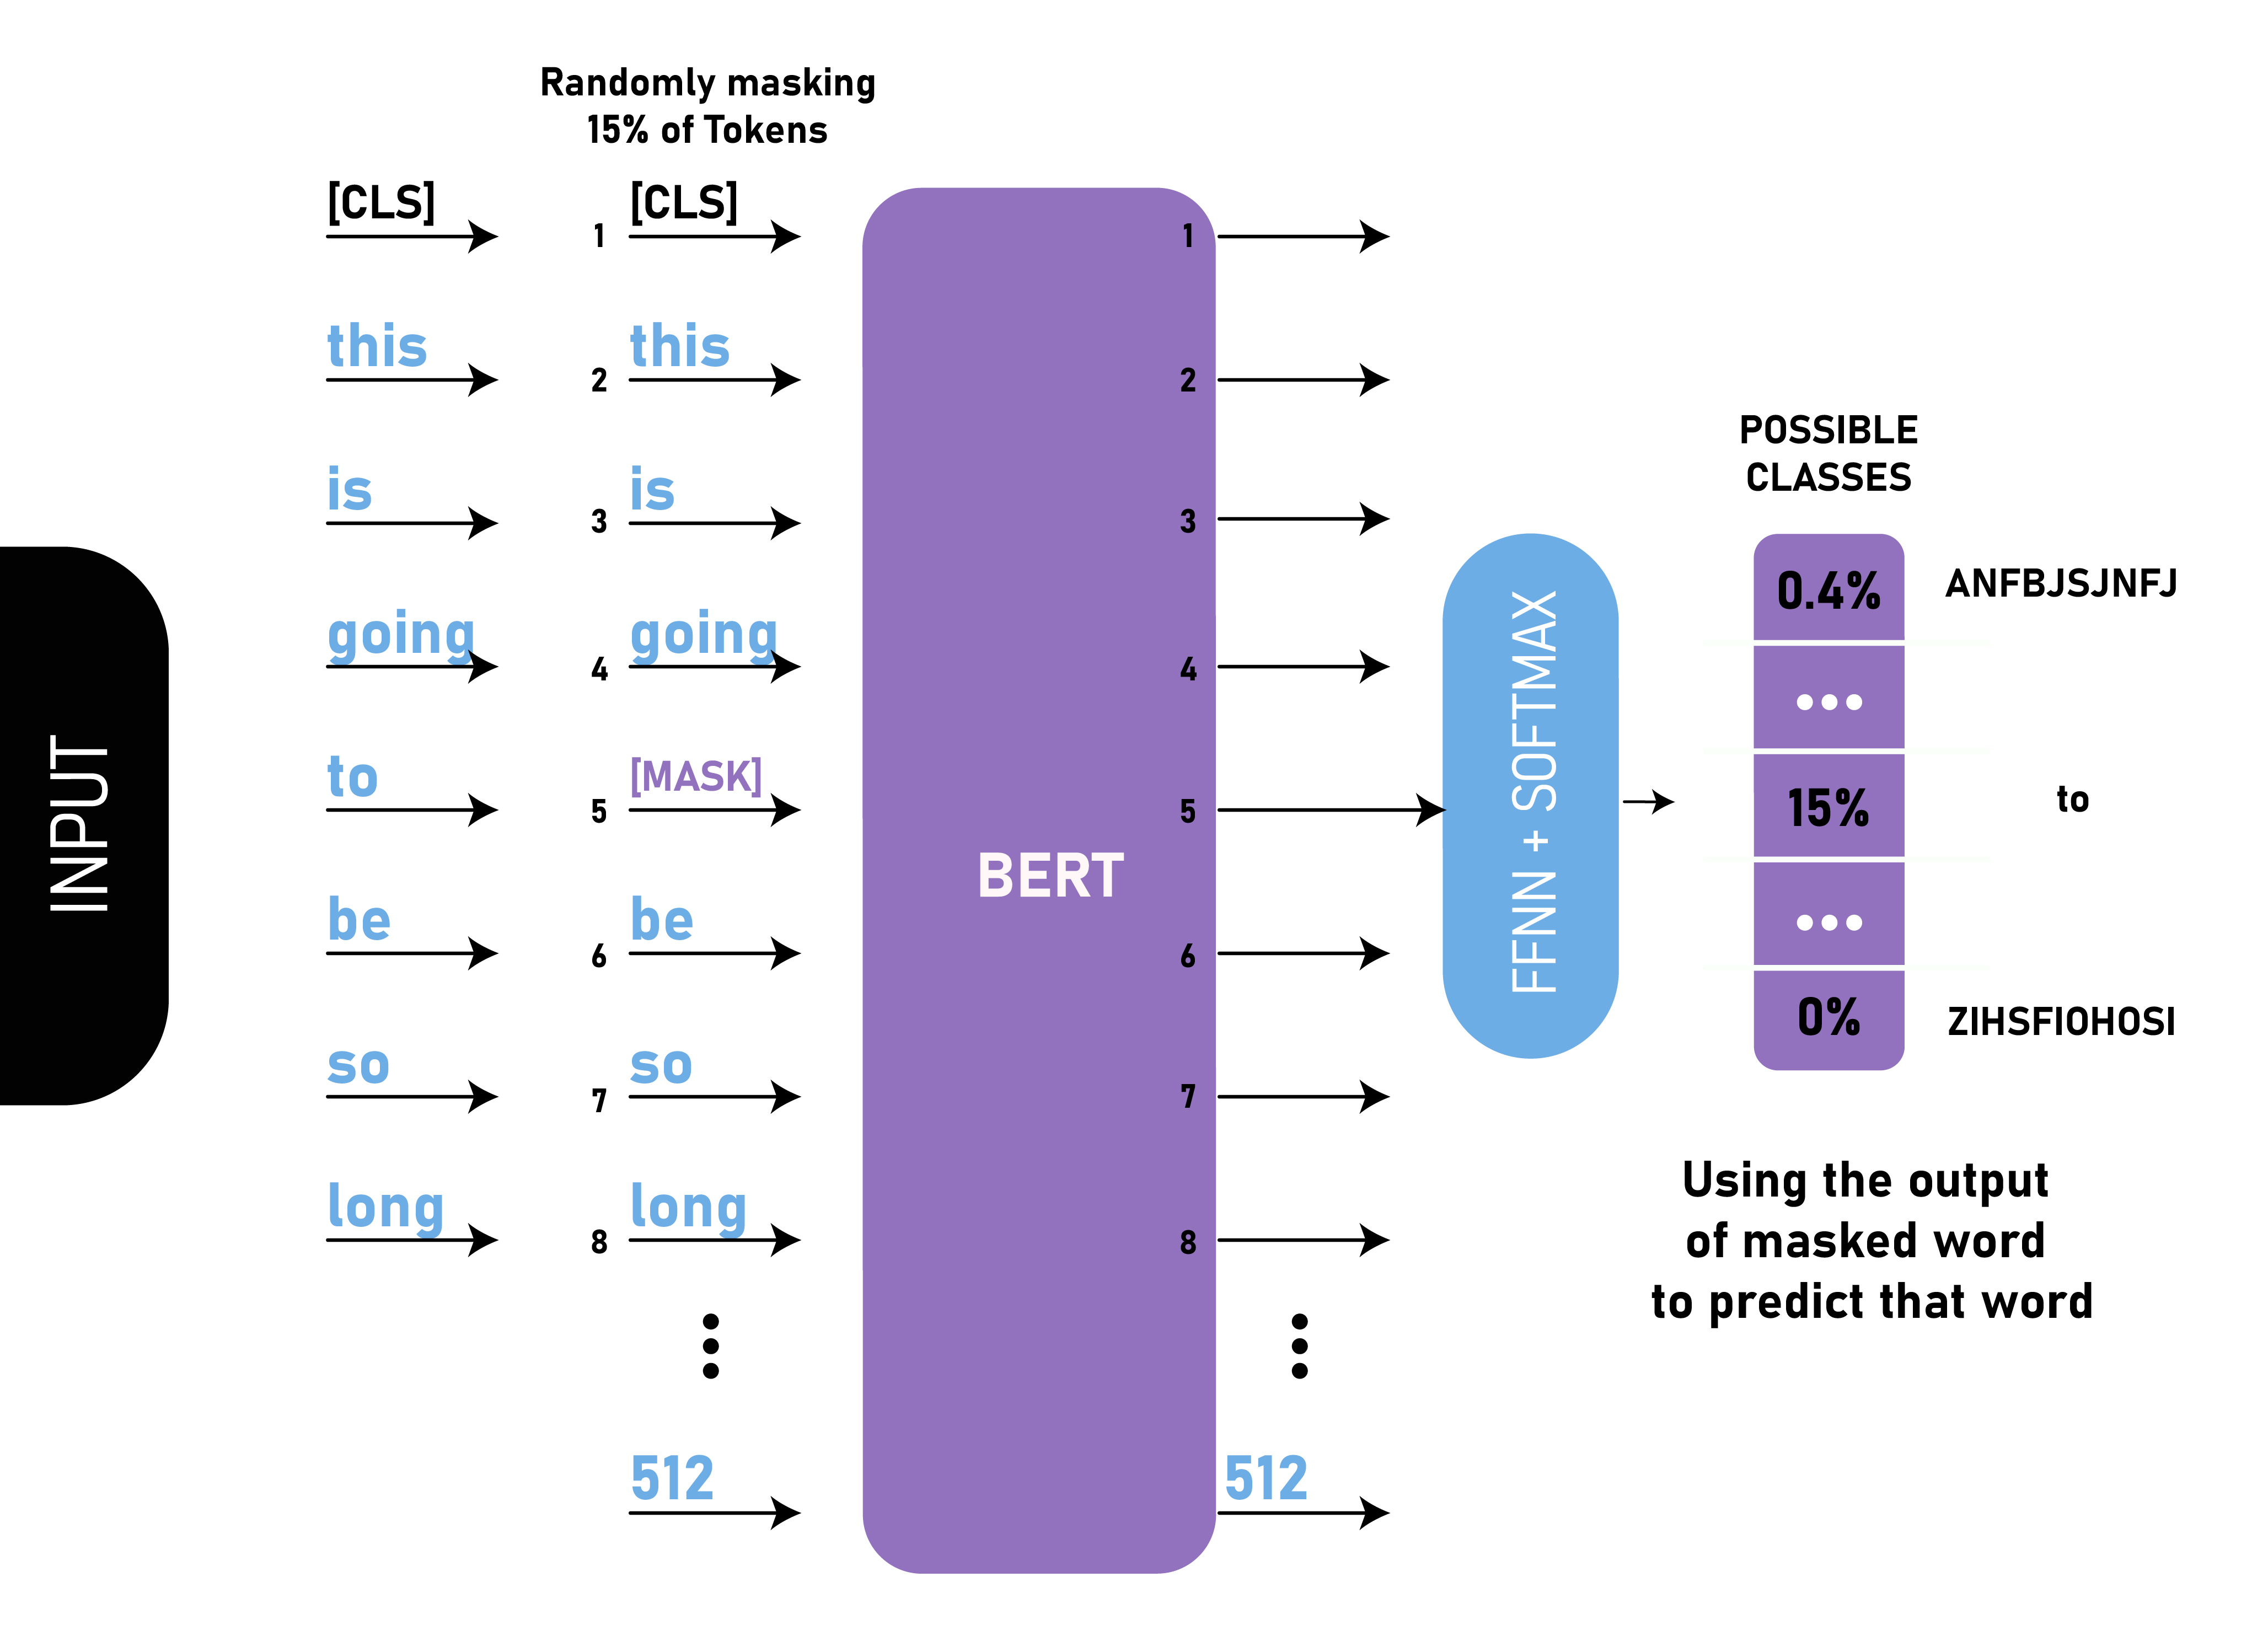 Randomly masking
15% of Tokens
[CLS]
1 [CLS]
1
this
2 this
2
is
3 is
3
going
4 going
4
to
5 [MASK]
5
be
6 be
6
so
7 so
7
long
8 long
8
512
512
INPUT
BERT
FFNN + SOFTMAX
POSSIBLE
CLASSES
0.4% ANFBJSJNFJ
15% to
0% ZIHSFIOHOSI
Using the output
of masked word
to predict that word